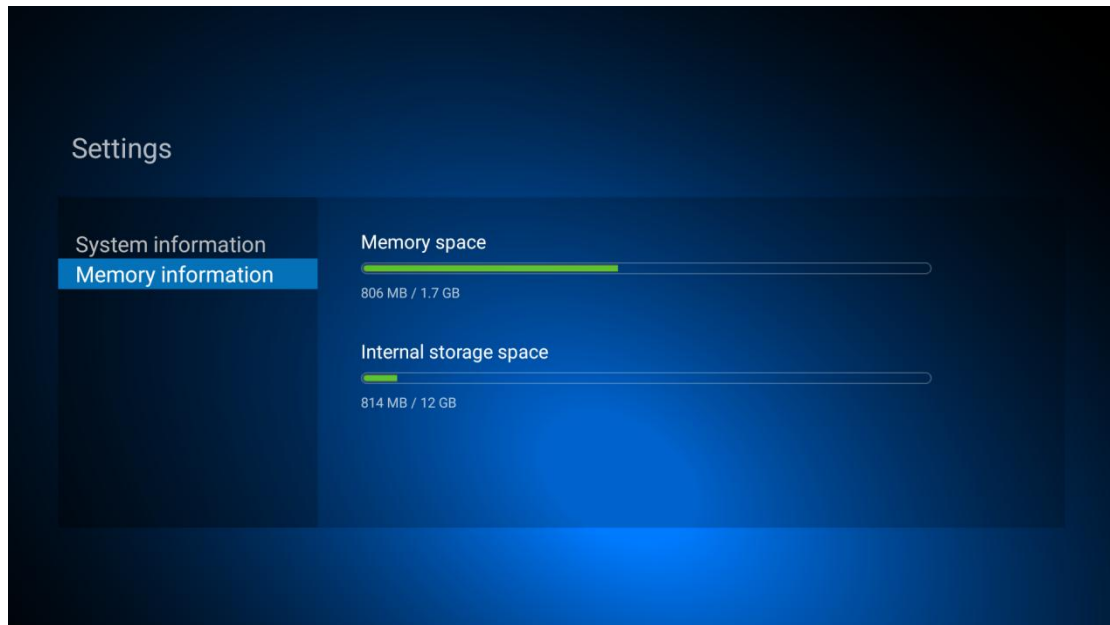 Settings
System information
Memory information
Memory space
806 MB / 1.7 GB
Internal storage space
814 MB / 12 GB